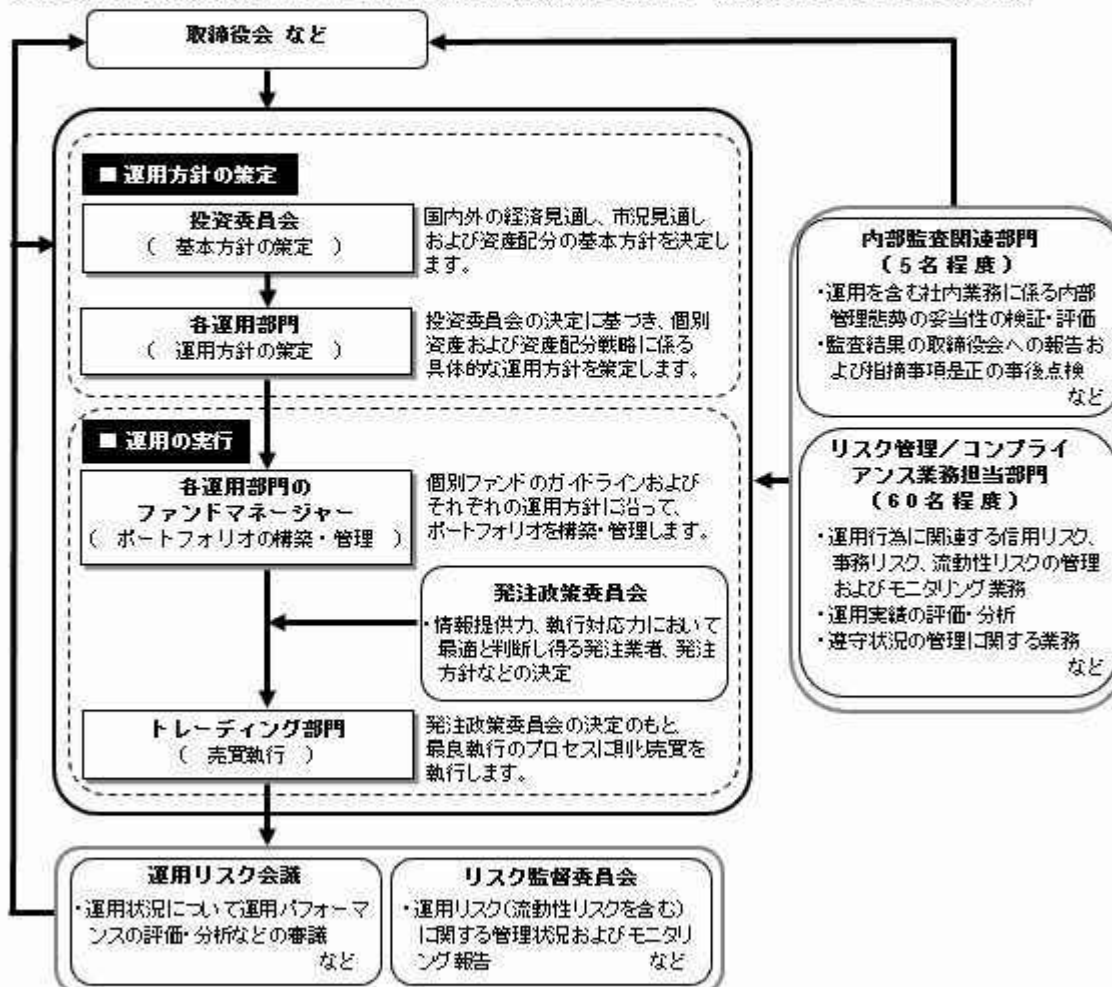 取締役会 など
■ 運用方針の策定
投資委員会
( 基本方針の策定 )
国内外の経済見通し、市況見通し
および資産配分の基本方針を決定し
ます。
各運用部門
( 運用方針の策定 )
投資委員会の決定に基づき、個別
資産および資産配分戦略に係る
具体的な運用方針を策定します。
■ 運用の実行
各運用部門の
ファンドマネージャー
( ポートフォリオの構築・管理 )
個別ファンドのガイドラインおよび
それぞれの運用方針に沿って、
ポートフォリオを構築・管理します。
発注政策委員会
・情報提供力、執行対応力において
最適と判断し得る発注業者、発注
方針などの決定
トレーディング部門
( 売買執行 )
発注政策委員会の決定のもと、
最良執行のプロセスに則り売買を
執行します。
内部監査関連部門
(5名程度)
・運用を含む社内業務に係る内部
管理態勢の妥当性の検証・評価
・監査結果の取締役会への報告お
よび指摘事項是正の事後点検
など
リスク管理/コンプライ
アンス業務担当部門
(60名程度)
・運用行為に関連する信用リスク、
事務リスク、流動性リスクの管理
およびモニタリング業務
・運用実績の評価・分析
・遵守状況の管理に関する業務
など
運用リスク会議
・運用状況について運用パフォーマ
ンスの評価・分析などの審議
など
リスク監督委員会
・運用リスク(流動性リスクを含む)
に関する管理状況およびモニタリ
ング報告 など